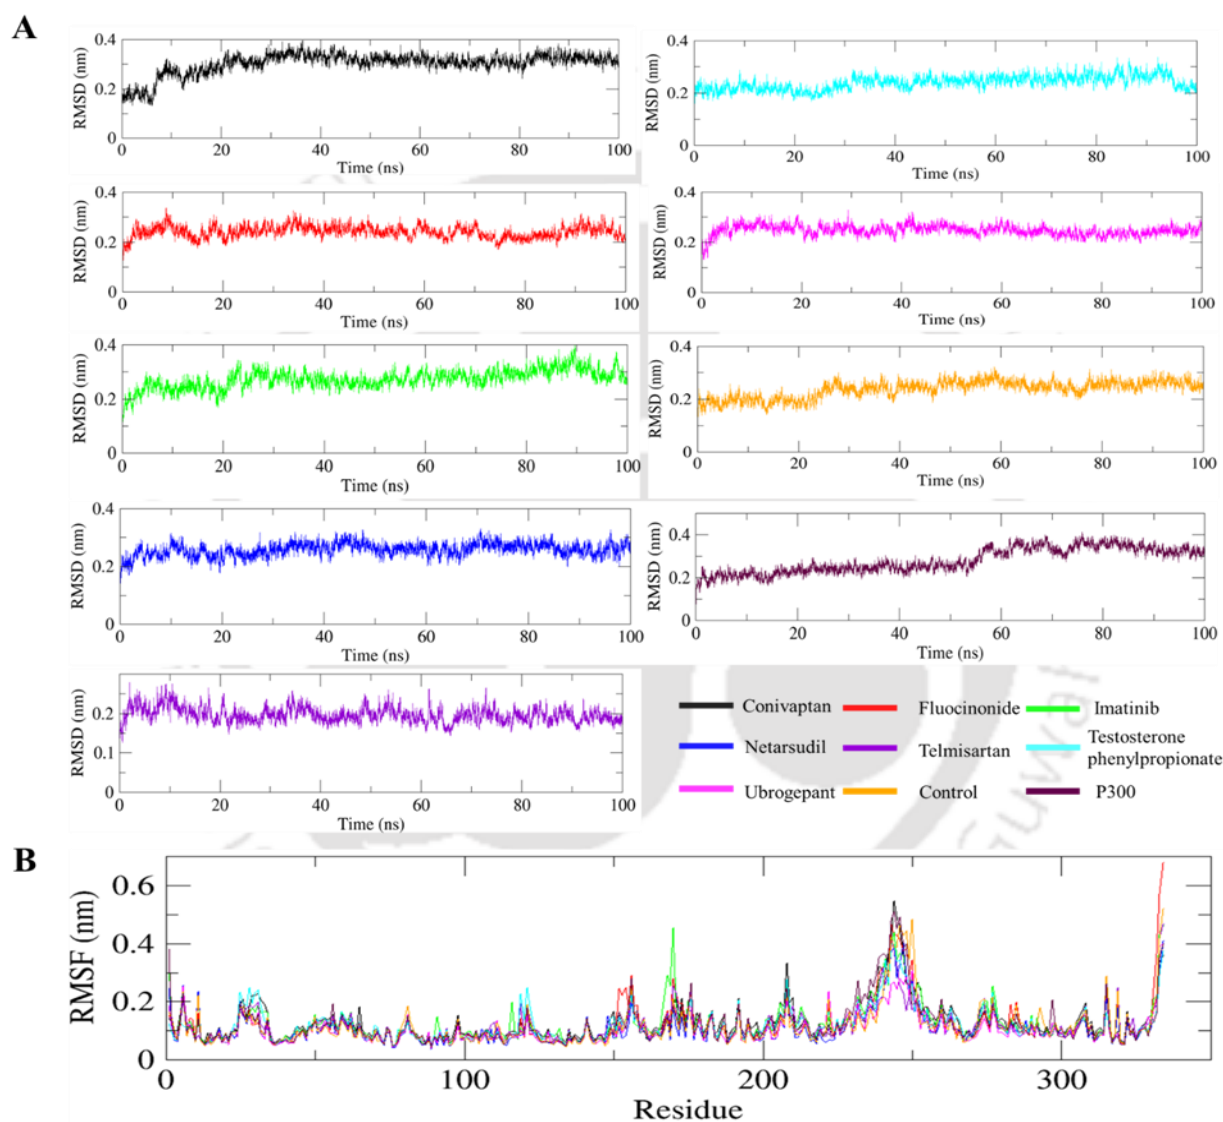 A
RMSD (nm)
0.4
0.2
0
0 20 40 60 80 100
Time (ns)
RMSD (nm)
0.4
0.2
0
0 20 40 60 80 100
Time (ns)
RMSD (nm)
0.4
0.2
0
0 20 40 60 80 100
Time (ns)
RMSD (nm)
0.4
0.2
0
0 20 40 60 80 100
Time (ns)
RMSD (nm)
0.4
0.2
0
0 20 40 60 80 100
Time (ns)
RMSD (nm)
0.4
0.2
0
0 20 40 60 80 100
Time (ns)
RMSD (nm)
0.4
0.2
0
0 20 40 60 80 100
Time (ns)
RMSD (nm)
0.4
0.2
0
0 20 40 60 80 100
Time (ns)
RMSD (nm)
0.2
0.1
0
0 20 40 60 80 100
Time (ns)
Conivaptan Fluocinonide Imatinib
Netarsudil Telmisartan Testosterone
phenylpropionate
Ubrogepant Control P300
B
RMSF (nm)
0.6
0.4
0.2
0
0 100 200 300
Residue